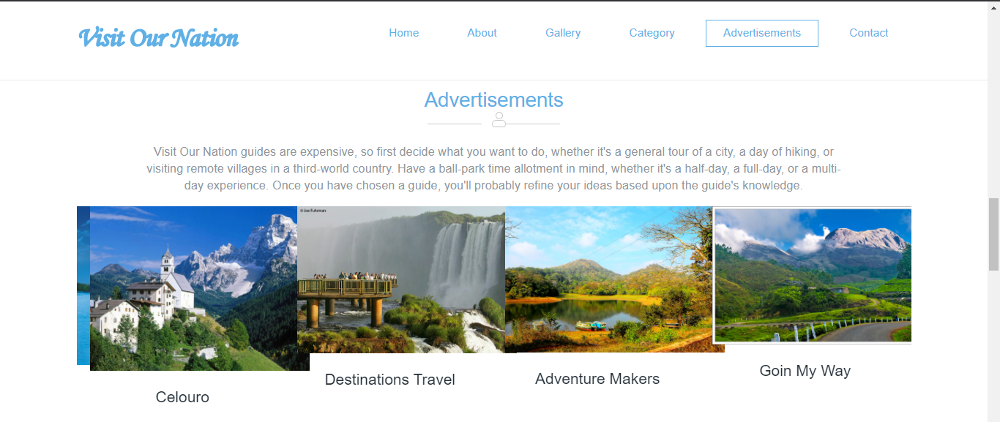 Visit Our Nation
Home
About
Gallery
Category
Advertisements
Contact
Advertisements
Visit Our Nation guides are expensive, so first decide what you want to do, whether it's a general tour of a city, a day of hiking, or
visiting remote villages in a third-world country. Have a ball-park time allotment in mind, whether it's a half-day, a full-day, or a multi-
day experience. Once you have chosen a guide, you'll probably refine your ideas based upon the guide's knowledge.
© Joe Fuhrman
Celouro
Destinations Travel
Adventure Makers
Goin My Way